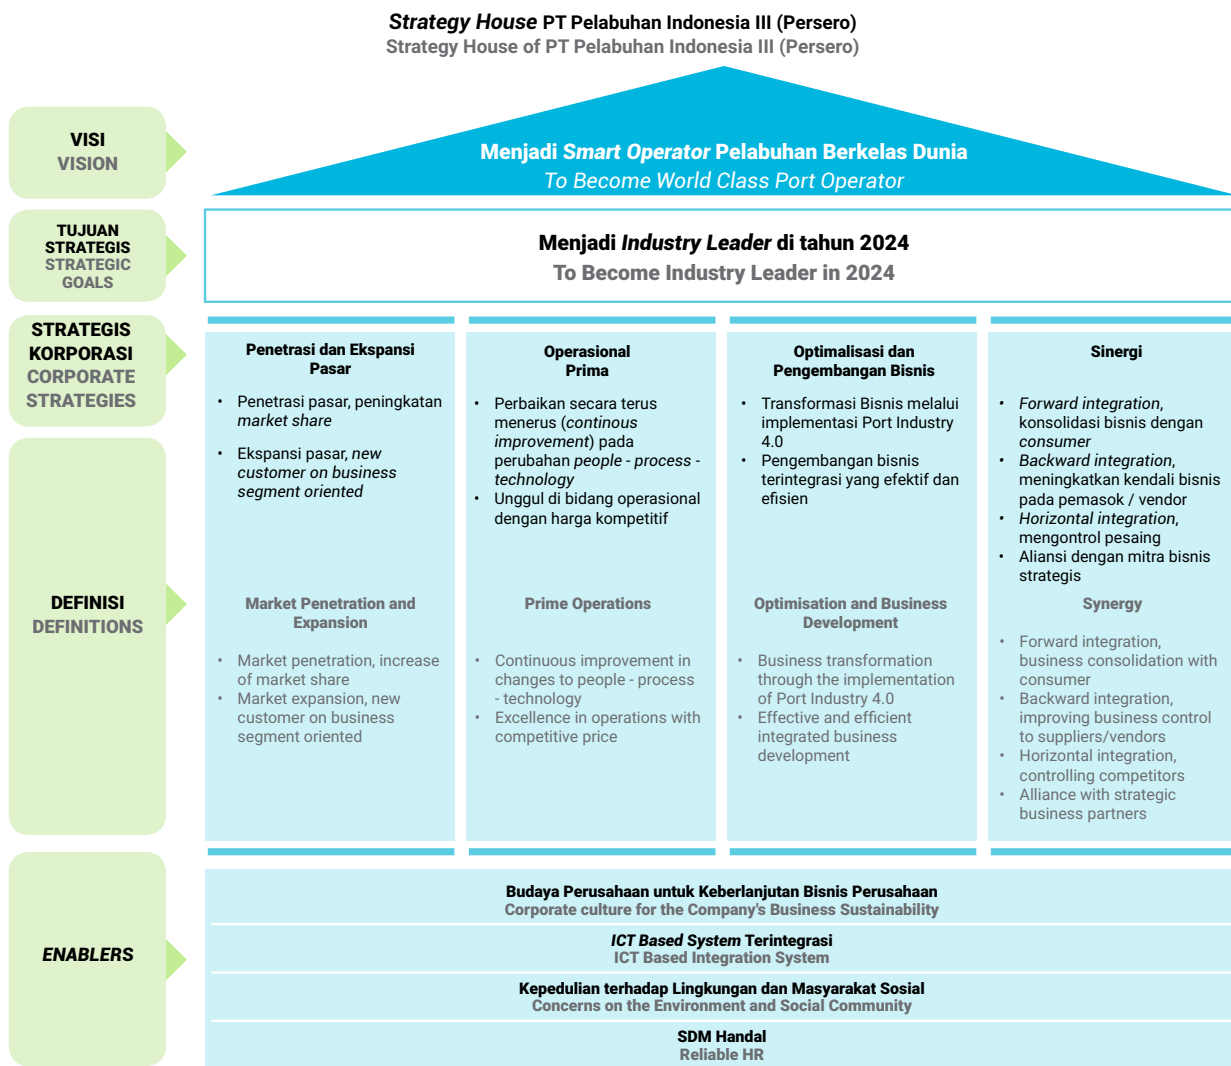 Strategy House PT Pelabuhan Indonesia III (Persero)
Strategy House of PT Pelabuhan Indonesia III (Persero)
VISI
VISION
Menjadi Smart Operator Pelabuhan Berkelas Dunia
To Become World Class Port Operator
TUJUAN
STRATEGIS
STRATEGIC
GOALS
Menjadi Industry Leader di tahun 2024
To Become Industry Leader in 2024
STRATEGIS
KORPORASI
CORPORATE
STRATEGIES
DEFINISI
DEFINITIONS
Penetrasi dan Ekspansi
Pasar
• Penetrasi pasar, peningkatan
market share
• Ekspansi pasar, new
customer on business
segment oriented
Market Penetration and
Expansion
• Market penetration, increase
of market share
• Market expansion, new
customer on business
segment oriented
Operasional
Prima
• Perbaikan secara terus
menerus (continous
improvement) pada
perubahan people - process -
technology
• Unggul di bidang operasional
dengan harga kompetitif
Prime Operations
• Continuous improvement in
changes to people - process
- technology
• Excellence in operations with
competitive price
Optimalisasi dan
Pengembangan Bisnis
• Transformasi Bisnis melalui
implementasi Port Industry
4.0
• Pengembangan bisnis
terintegrasi yang efektif dan
efisien
Optimisation and Business
Development
• Business transformation
through the implementation
of Port Industry 4.0
• Effective and efficient
integrated business
development
Sinergi
• Forward integration,
konsolidasi bisnis dengan
consumer
• Backward integration,
meningkatkan kendali bisnis
pada pemasok / vendor
• Horizontal integration,
mengontrol pesaing
• Aliansi dengan mitra bisnis
strategis
Synergy
• Forward integration,
business consolidation with
consumer
• Backward integration,
improving business control
to suppliers/vendors
• Horizontal integration,
controlling competitors
• Alliance with strategic
business partners
ENABLERS
Budaya Perusahaan untuk Keberlanjutan Bisnis Perusahaan
Corporate culture for the Company's Business Sustainability
ICT Based System Terintegrasi
ICT Based Integration System
Kepedulian terhadap Lingkungan dan Masyarakat Sosial
Concerns on the Environment and Social Community
SDM Handal
Reliable HR